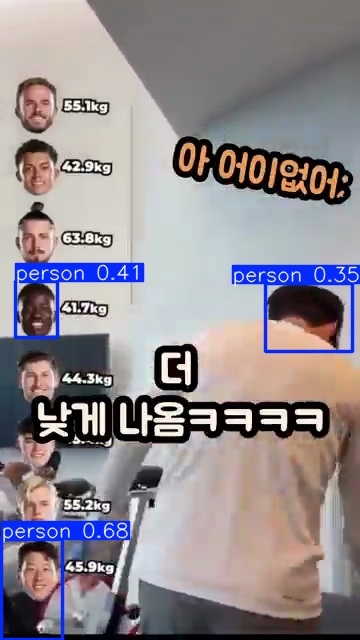 55.1kg
42.9kg
아 어이없어;
63.8kg
person 0.41
person 0.35
41.7kg
44.3kg
더
낮게 나옴ㅋㅋㅋㅋ
55.2kg
person 0.68
45.9kg